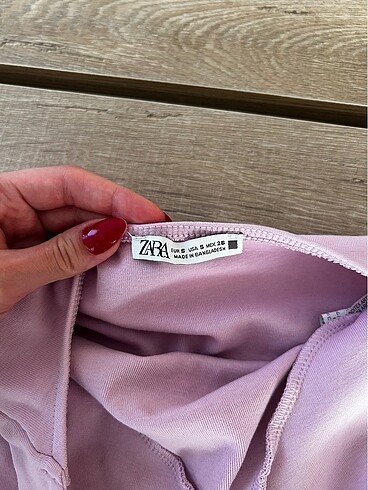 ZARA EUR S USA S MEX 26
MADE IN BANGLADESH